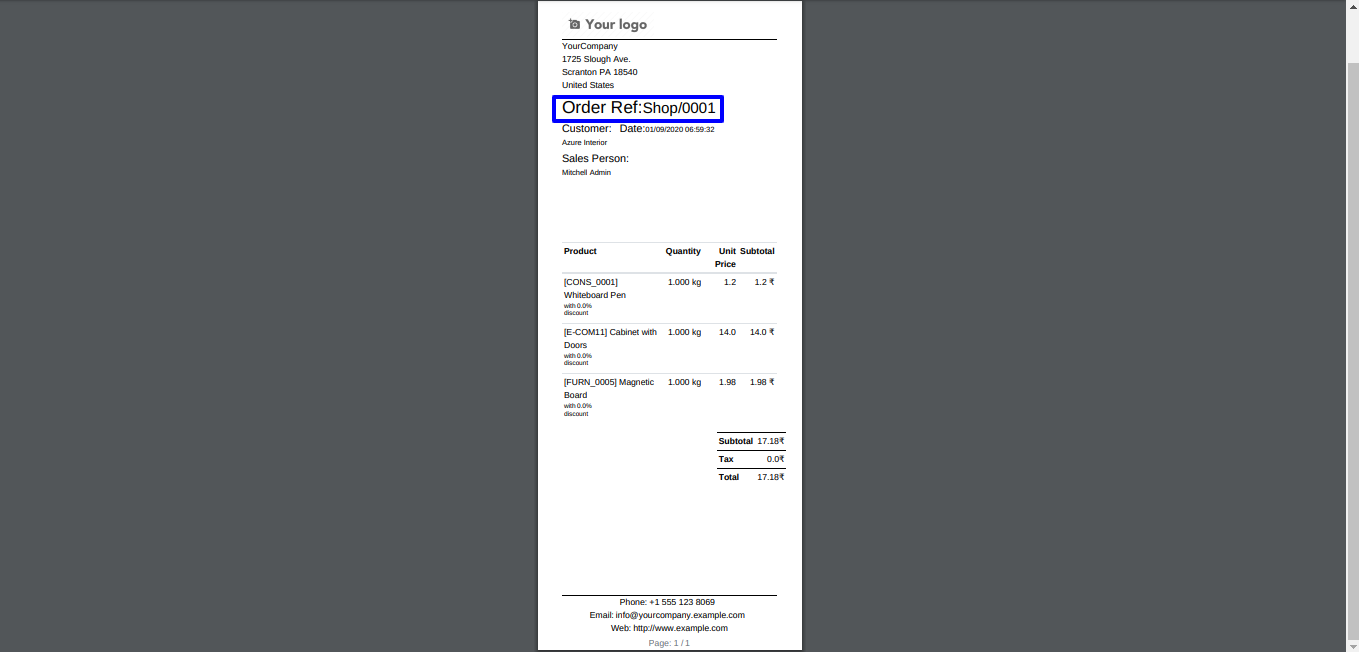 Your logo
YourCompany
1725 Slough Ave.
Scranton PA 18540
United States
Order Ref:Shop/0001
Customer: Date:01/09/2020 06:59:32
Azure Interior
Sales Person:
Mitchell Admin
Product Quantity Unit Subtotal
Price
[CONS_0001] 1.000 kg 1.2 1.2 ₹
Whiteboard Pen
with 0.0%
discount
[E-COM11] Cabinet with 1.000 kg 14.0 14.0 ₹
Doors
with 0.0%
discount
[FURN_0005] Magnetic 1.000 kg 1.98 1.98 ₹
Board
with 0.0%
discount
Subtotal 17.18₹
Tax 0.0₹
Total 17.18₹
Phone: +1 555 123 8069
Email: info@yourcompany.example.com
Web: http://www.example.com
Page: 1 / 1